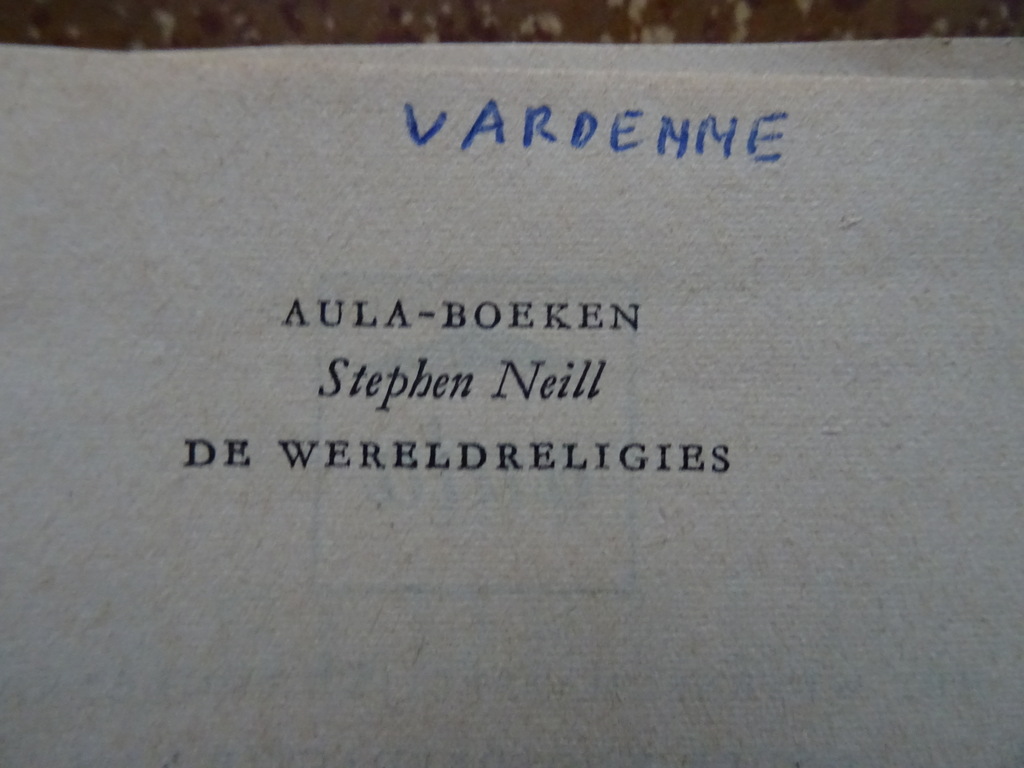 VARDENNE
AULA-BOEKEN
Stephen Neill
DE WERELDRELIGIES